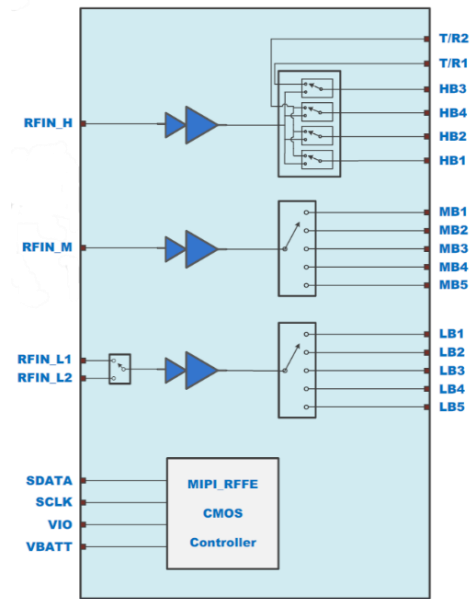 T/R2
T/R1
HB3
RFIN_H
HB4
HB2
HB1
MB1
MB2
RFIN_M
MB3
MB4
MB5
LB1
RFIN_L1
LB2
RFIN_L2
LB3
LB4
LB5
SDATA
MIPI_RFFE
SCLK
CMOS
VIO
Controller
VBATT